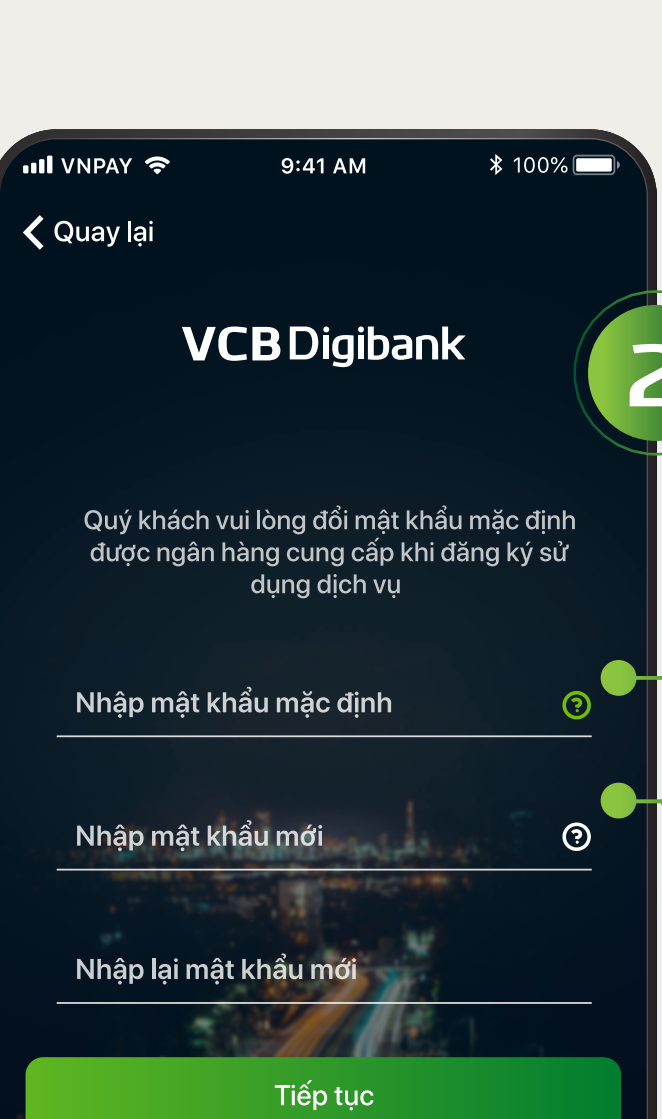 VNPAY 9:41 AM 100%
Quay lại
VCB Digibank
2
Quý khách vui lòng đổi mật khẩu mặc định
được ngân hàng cung cấp khi đăng ký sử
dụng dịch vụ
Nhập mật khẩu mặc định ?
Nhập mật khẩu mới ?
Nhập lại mật khẩu mới
Tiếp tục